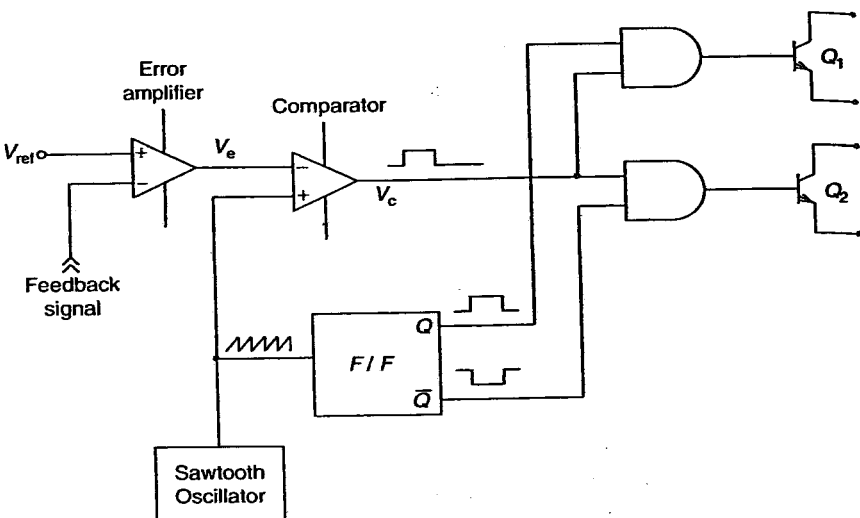 Error
amplifier
Comparator
V_ref
+
−
V_e
−
+
V_c
Q_1
Q_2
Feedback
signal
Q
F/F
Q̅
Sawtooth
Oscillator